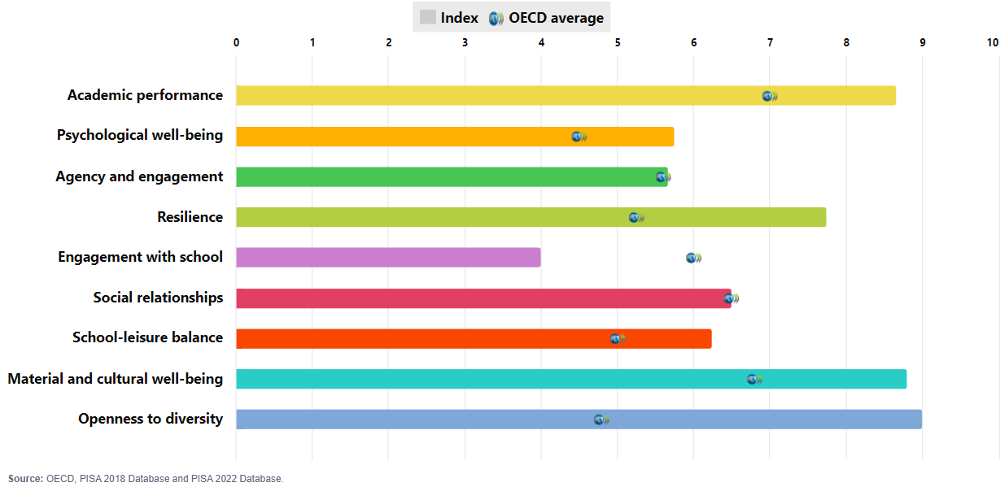 Index OECD average
0 1 2 3 4 5 6 7 8 9 10
Academic performance
Psychological well-being
Agency and engagement
Resilience
Engagement with school
Social relationships
School-leisure balance
Material and cultural well-being
Openness to diversity
Source: OECD, PISA 2018 Database and PISA 2022 Database.